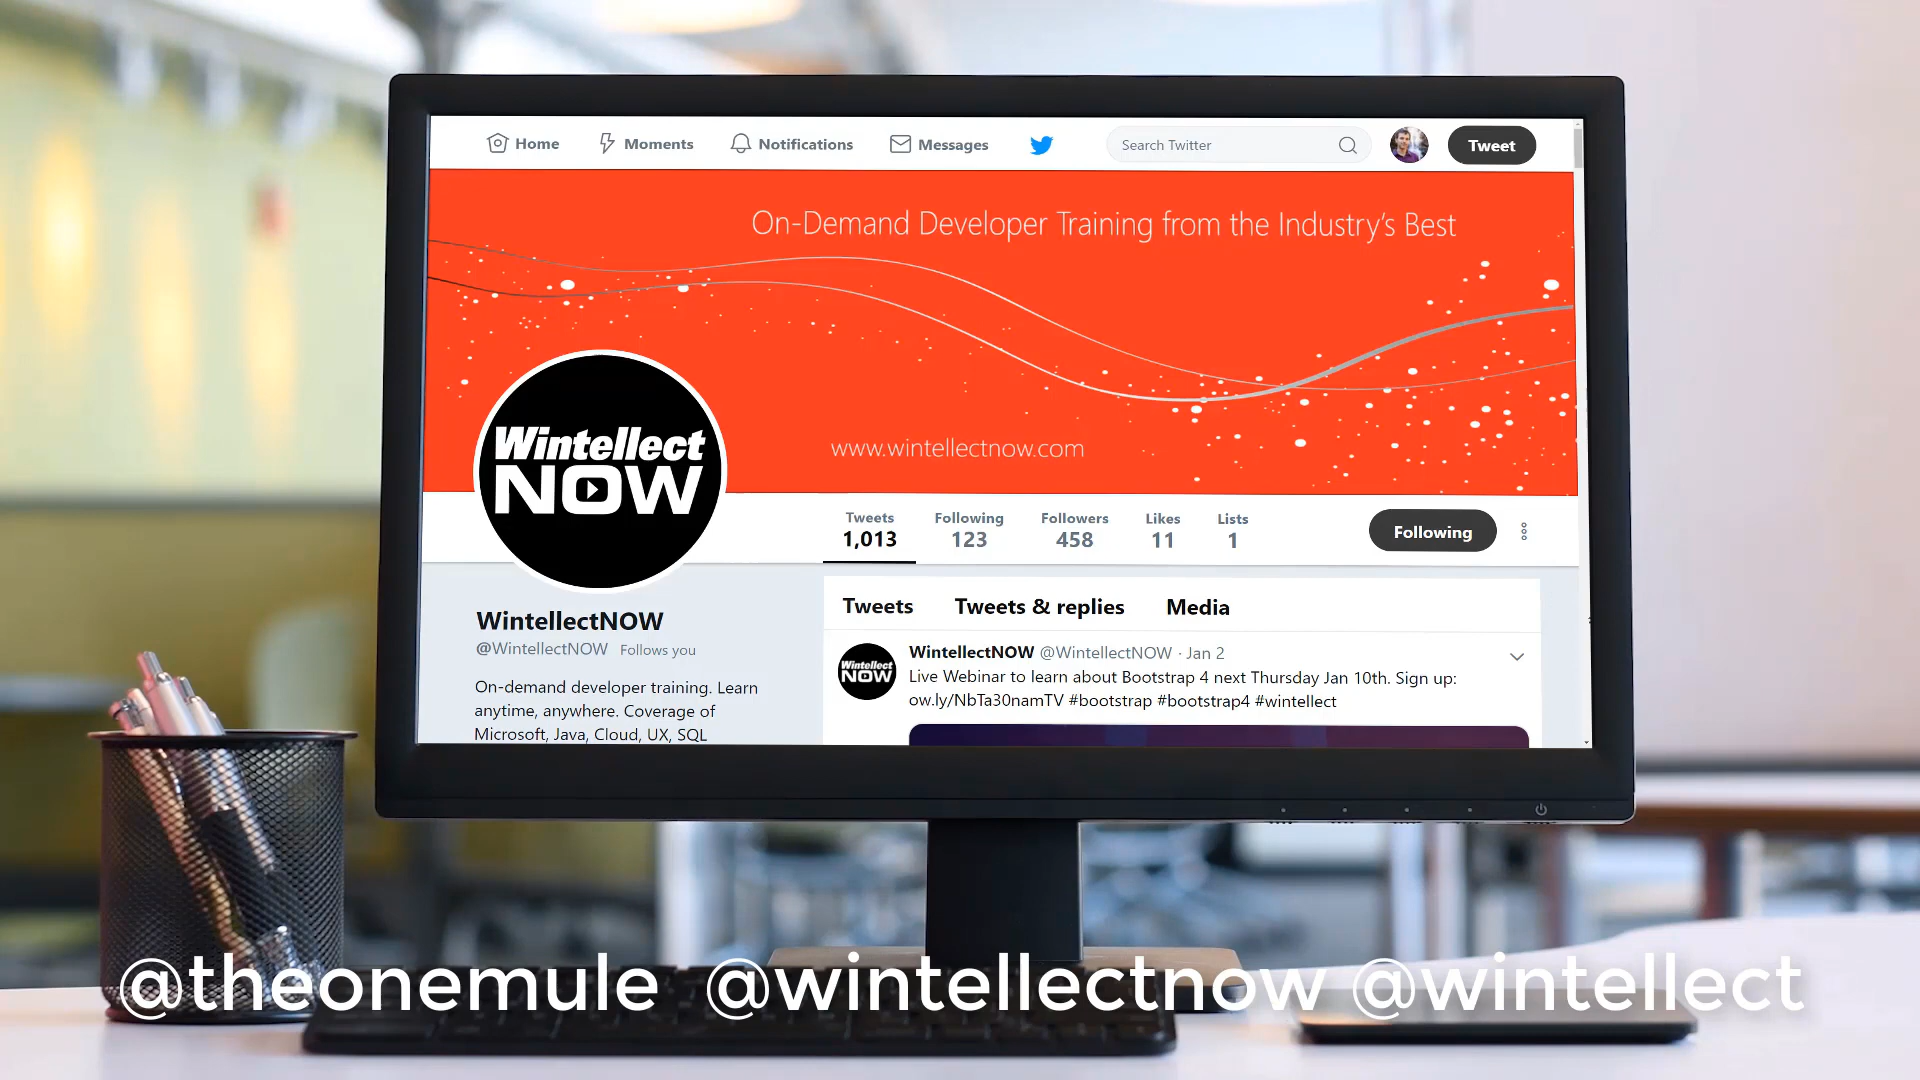 Home
Moments
Notifications
Messages
Search Twitter
Tweet
On-Demand Developer Training from the Industry's Best
Wintellect
NOW
www.wintellectnow.com
Tweets
1,013
Following
123
Followers
458
Likes
11
Lists
1
Following
WintellectNOW
@WintellectNOW Follows you
On-demand developer training. Learn
anytime, anywhere. Coverage of
Microsoft, Java, Cloud, UX, SQL
Tweets
Tweets & replies
Media
Wintellect
NOW
WintellectNOW @WintellectNOW · Jan 2
Live Webinar to learn about Bootstrap 4 next Thursday Jan 10th. Sign up:
ow.ly/NbTa30namTV #bootstrap #bootstrap4 #wintellect
@theonemule @wintellectnow @wintellect